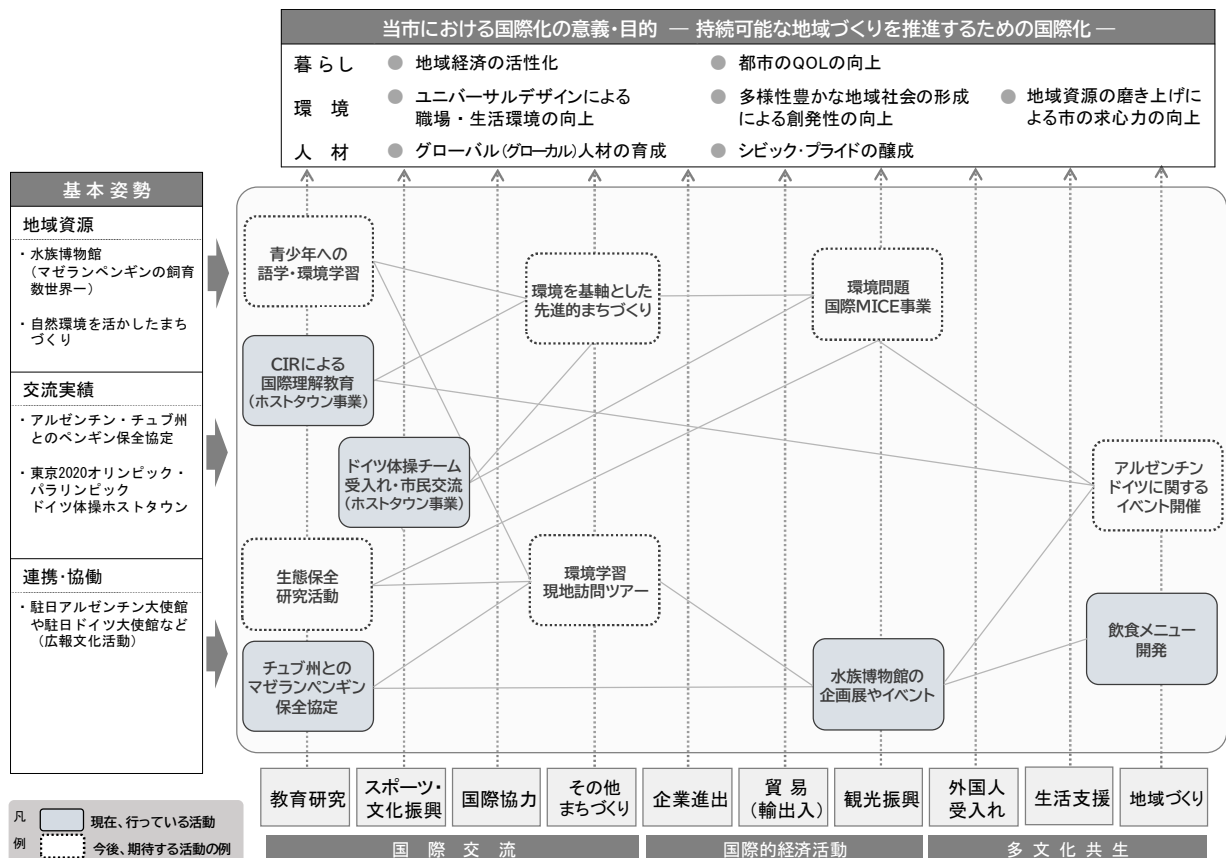 当市における国際化の意義・目的 ― 持続可能な地域づくりを推進するための国際化 ―
暮らし
● 地域経済の活性化
● 都市のQOLの向上
環 境
● ユニバーサルデザインによる
職場・生活環境の向上
● 多様性豊かな地域社会の形成
による創発性の向上
● 地域資源の磨き上げに
よる市の求心力の向上
人 材
● グローバル(グローカル)人材の育成
● シビック・プライドの醸成
基本姿勢
地域資源
・水族博物館
(マゼランペンギンの飼育
数世界一)
・自然環境を活かしたまち
づくり
交流実績
・アルゼンチン・チュブ州
とのペンギン保全協定
・東京2020オリンピック・
パラリンピック
ドイツ体操ホストタウン
連携・協働
・駐日アルゼンチン大使館
や駐日ドイツ大使館など
(広報文化活動)
青少年への
語学・環境学習
環境を基軸とした
先進的まちづくり
環境問題
国際MICE事業
CIRによる
国際理解教育
(ホストタウン事業)
ドイツ体操チーム
受入れ・市民交流
(ホストタウン事業)
アルゼンチン
ドイツに関する
イベント開催
生態保全
研究活動
環境学習
現地訪問ツアー
チュブ州との
マゼランペンギン
保全協定
水族博物館の
企画展やイベント
飲食メニュー
開発
教育研究
スポーツ・
文化振興
国際協力
その他
まちづくり
企業進出
貿 易
(輸出入)
観光振興
外国人
受入れ
生活支援
地域づくり
国 際 交 流
国際的経済活動
多 文 化 共 生
凡
例
現在、行っている活動
今後、期待する活動の例